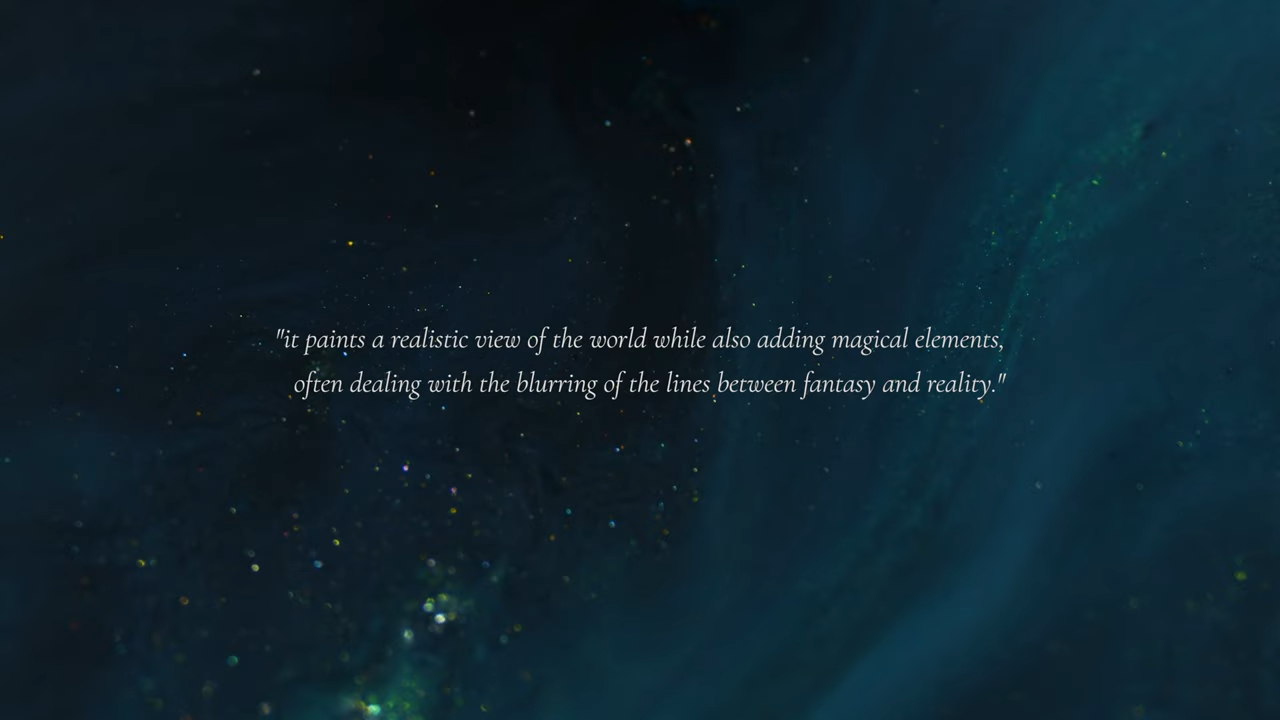 "it paints a realistic view of the world while also adding magical elements,
often dealing with the blurring of the lines between fantasy and reality."